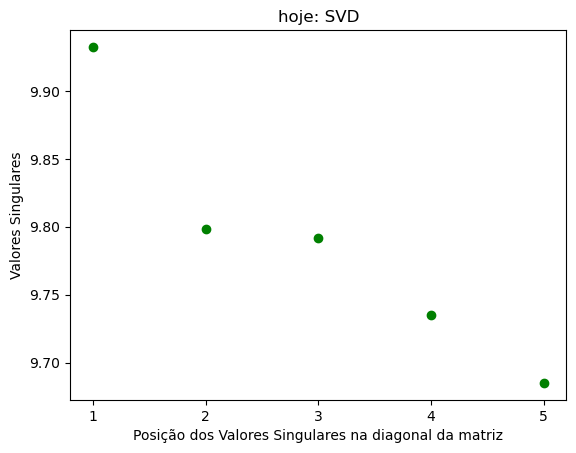 hoje: SVD
Valores Singulares
9.90
9.85
9.80
9.75
9.70
1 2 3 4 5
Posição dos Valores Singulares na diagonal da matriz